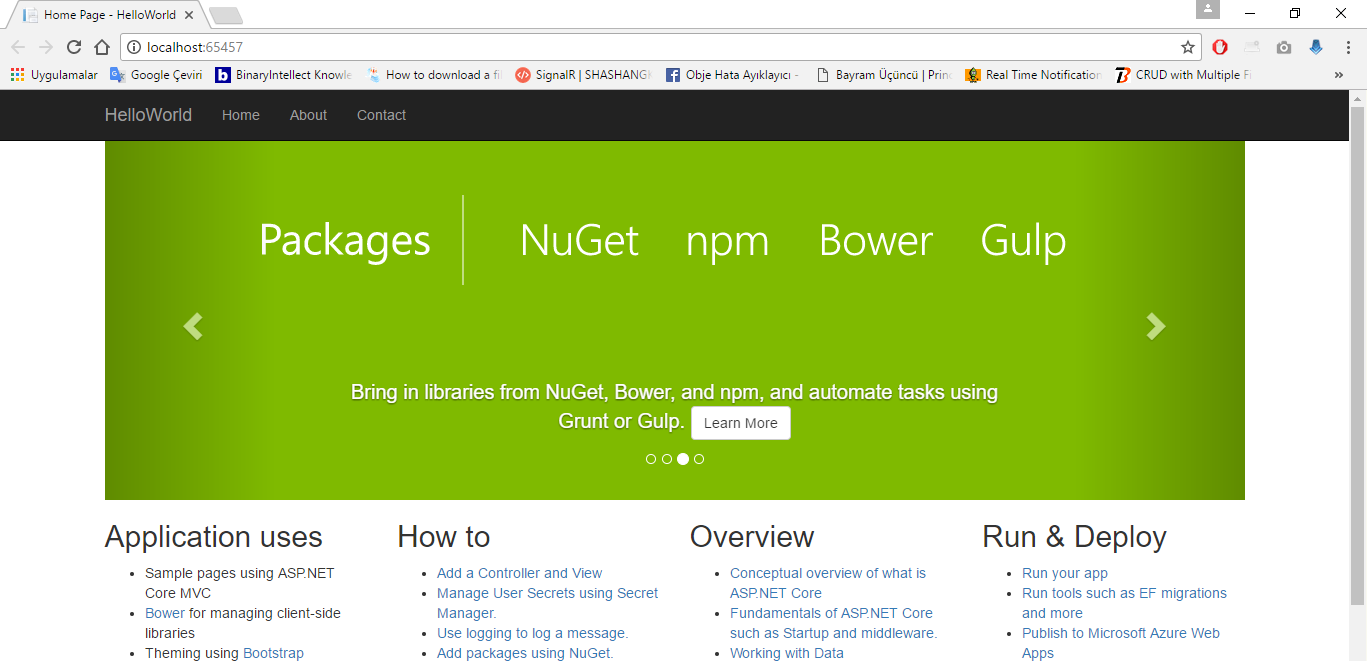 Home Page - HelloWorld
localhost:65457
Uygulamalar Google Çeviri BinaryIntellect Knowle How to download a fi SignalR | SHASHANGK Obje Hata Ayıklayıcı - Bayram Üçüncü | Princ Real Time Notification CRUD with Multiple Fi »
HelloWorld Home About Contact
Packages NuGet npm Bower Gulp
Bring in libraries from NuGet, Bower, and npm, and automate tasks using
Grunt or Gulp. Learn More
Application uses
Sample pages using ASP.NET
Core MVC
Bower for managing client-side
libraries
Theming using Bootstrap
How to
Add a Controller and View
Manage User Secrets using Secret
Manager.
Use logging to log a message.
Add packages using NuGet.
Overview
Conceptual overview of what is
ASP.NET Core
Fundamentals of ASP.NET Core
such as Startup and middleware.
Working with Data
Run & Deploy
Run your app
Run tools such as EF migrations
and more
Publish to Microsoft Azure Web
Apps